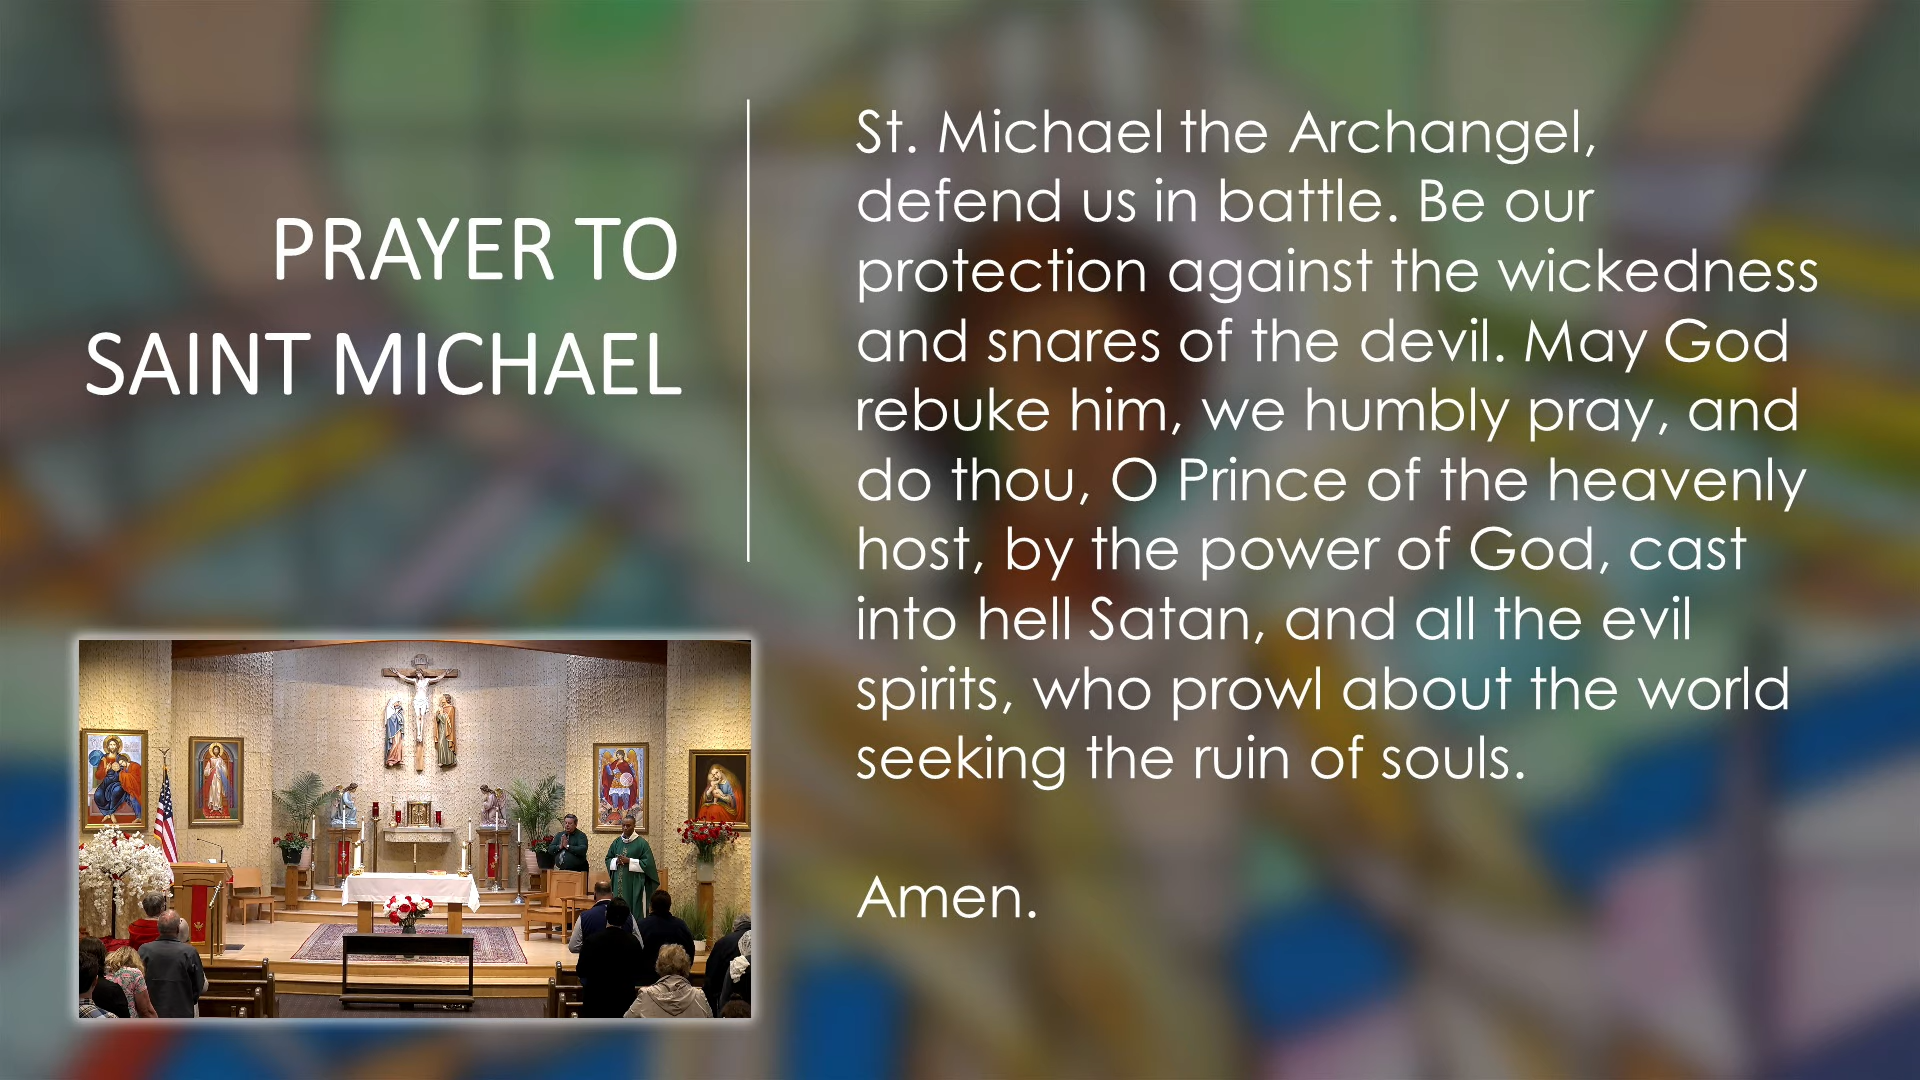 PRAYER TO
SAINT MICHAEL
St. Michael the Archangel,
defend us in battle. Be our
protection against the wickedness
and snares of the devil. May God
rebuke him, we humbly pray, and
do thou, O Prince of the heavenly
host, by the power of God, cast
into hell Satan, and all the evil
spirits, who prowl about the world
seeking the ruin of souls.
Amen.